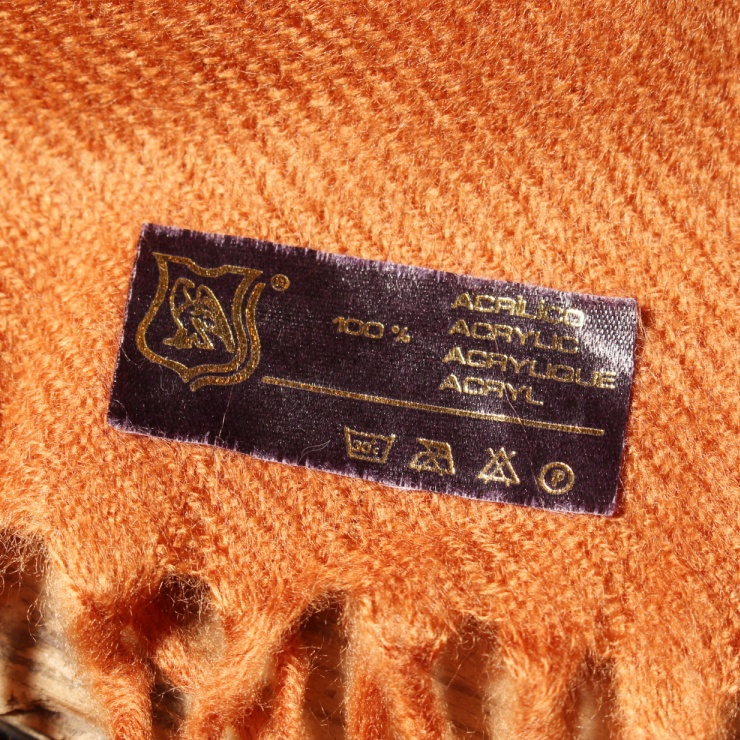 ®
100 %
ACRILICO
ACRYLIC
ACRYLIQUE
ACRYL
30°
P